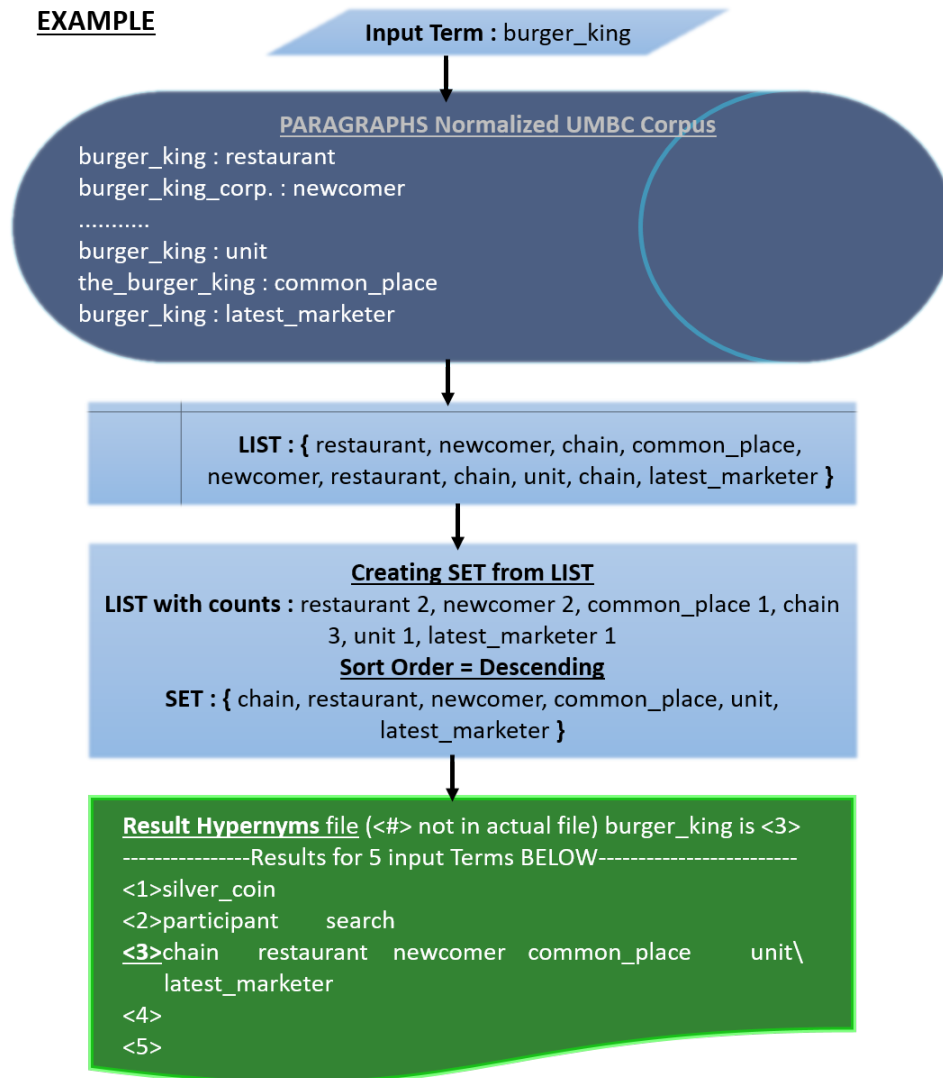 EXAMPLE
Input Term : burger_king
PARAGRAPHS Normalized UMBC Corpus
burger_king : restaurant
burger_king_corp. : newcomer
...........
burger_king : unit
the_burger_king : common_place
burger_king : latest_marketer
LIST : { restaurant, newcomer, chain, common_place,
newcomer, restaurant, chain, unit, chain, latest_marketer }
Creating SET from LIST
LIST with counts : restaurant 2, newcomer 2, common_place 1, chain
3, unit 1, latest_marketer 1
Sort Order = Descending
SET : { chain, restaurant, newcomer, common_place, unit,
latest_marketer }
Result Hypernyms file (<#> not in actual file) burger_king is <3>
----------------Results for 5 input Terms BELOW-------------------------
<1>silver_coin
<2>participant search
<3>chain restaurant newcomer common_place unit\
latest_marketer
<4>
<5>